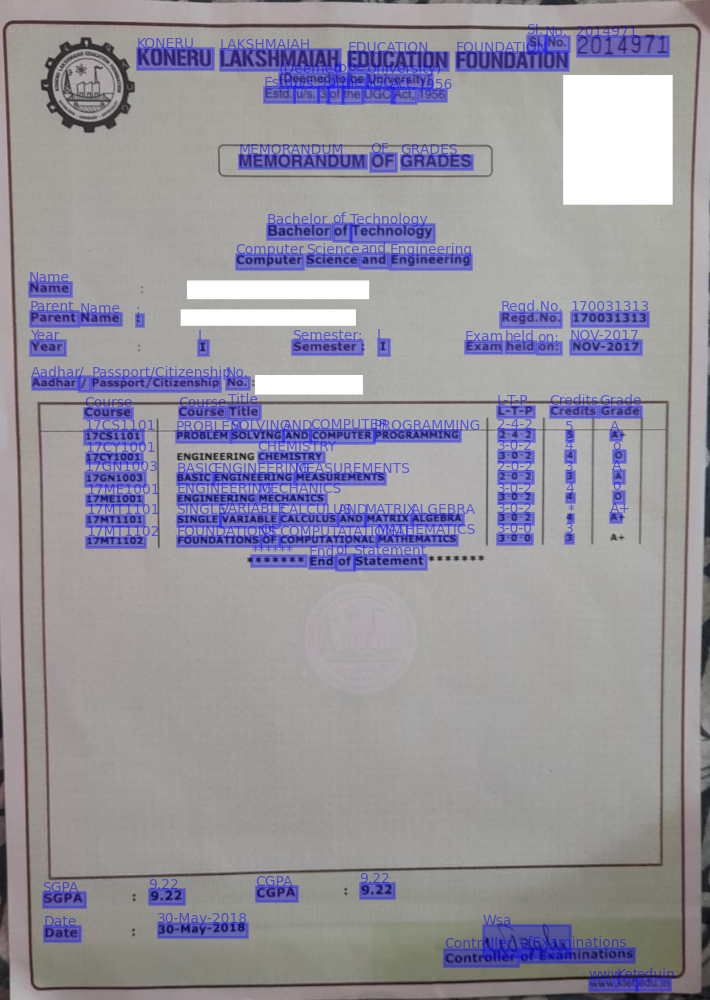 Sl. No. 2014971
KONERU LAKSHMAIAH EDUCATION FOUNDATION
(Deemed to be University)
Estd. u/s. 3 of the UGC Act, 1956
MEMORANDUM OF GRADES
Bachelor of Technology
Computer Science and Engineering
Name :
Parent Name : Regd.No. 170031313
Year : I Semester : I Exam held on: NOV-2017
Aadhar / Passport/Citizenship No. :
Course Course Title L-T-P Credits Grade
17CS1101 PROBLEM SOLVING AND COMPUTER PROGRAMMING 2-4-2 5 A+
17CY1001 ENGINEERING CHEMISTRY 3-0-2 4 O
17GN1003 BASIC ENGINEERING MEASUREMENTS 2-0-2 3 A
17ME1001 ENGINEERING MECHANICS 3-0-2 4 O
17MT1101 SINGLE VARIABLE CALCULUS AND MATRIX ALGEBRA 3-0-2 4 A+
17MT1102 FOUNDATIONS OF COMPUTATIONAL MATHEMATICS 3-0-0 3 A+
******* End of Statement *******
SGPA : 9.22 CGPA : 9.22
Date : 30-May-2018
Controller of Examinations
www.kletedu.in